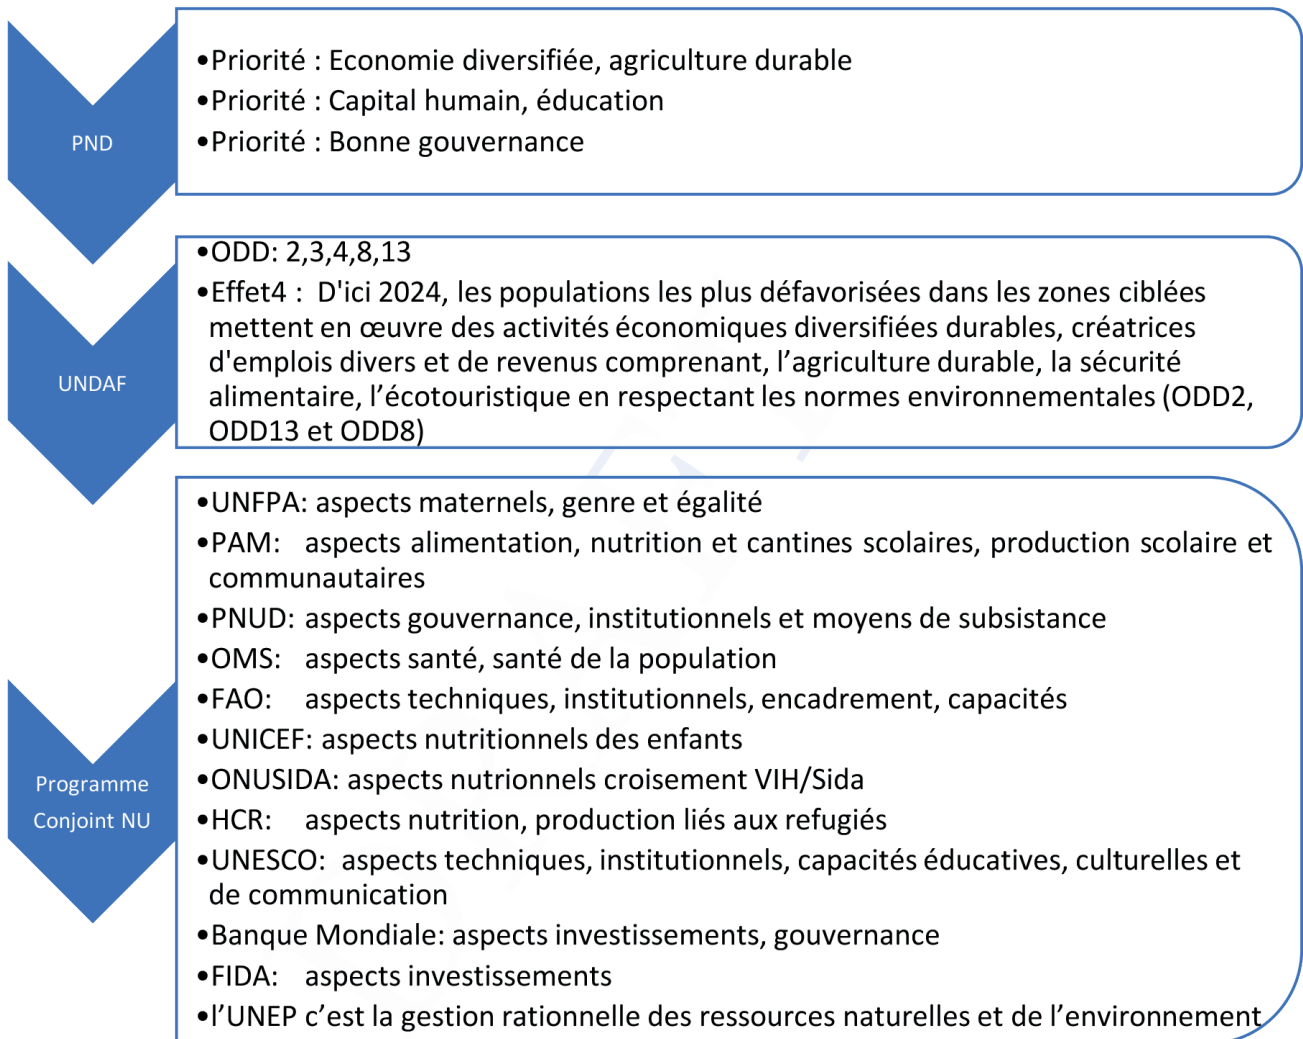 PND
•Priorité : Economie diversifiée, agriculture durable
•Priorité : Capital humain, éducation
•Priorité : Bonne gouvernance
UNDAF
•ODD: 2,3,4,8,13
•Effet4 : D'ici 2024, les populations les plus défavorisées dans les zones ciblées
mettent en œuvre des activités économiques diversifiées durables, créatrices
d'emplois divers et de revenus comprenant, l’agriculture durable, la sécurité
alimentaire, l’écotouristique en respectant les normes environnementales (ODD2,
ODD13 et ODD8)
Programme
Conjoint NU
•UNFPA: aspects maternels, genre et égalité
•PAM: aspects alimentation, nutrition et cantines scolaires, production scolaire et
communautaires
•PNUD: aspects gouvernance, institutionnels et moyens de subsistance
•OMS: aspects santé, santé de la population
•FAO: aspects techniques, institutionnels, encadrement, capacités
•UNICEF: aspects nutritionnels des enfants
•ONUSIDA: aspects nutrionnels croisement VIH/Sida
•HCR: aspects nutrition, production liés aux refugiés
•UNESCO: aspects techniques, institutionnels, capacités éducatives, culturelles et
de communication
•Banque Mondiale: aspects investissements, gouvernance
•FIDA: aspects investissements
•l’UNEP c’est la gestion rationnelle des ressources naturelles et de l’environnement